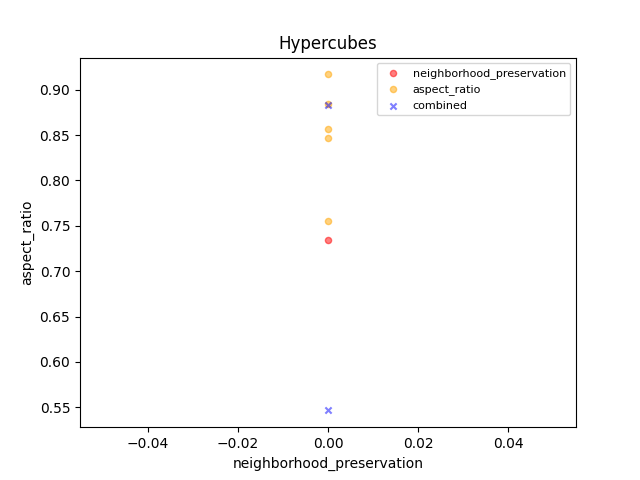 Hypercubes
neighborhood_preservation
aspect_ratio
combined
0.90
0.85
0.80
0.75
0.70
0.65
0.60
0.55
aspect_ratio
−0.04
−0.02
0.00
0.02
0.04
neighborhood_preservation